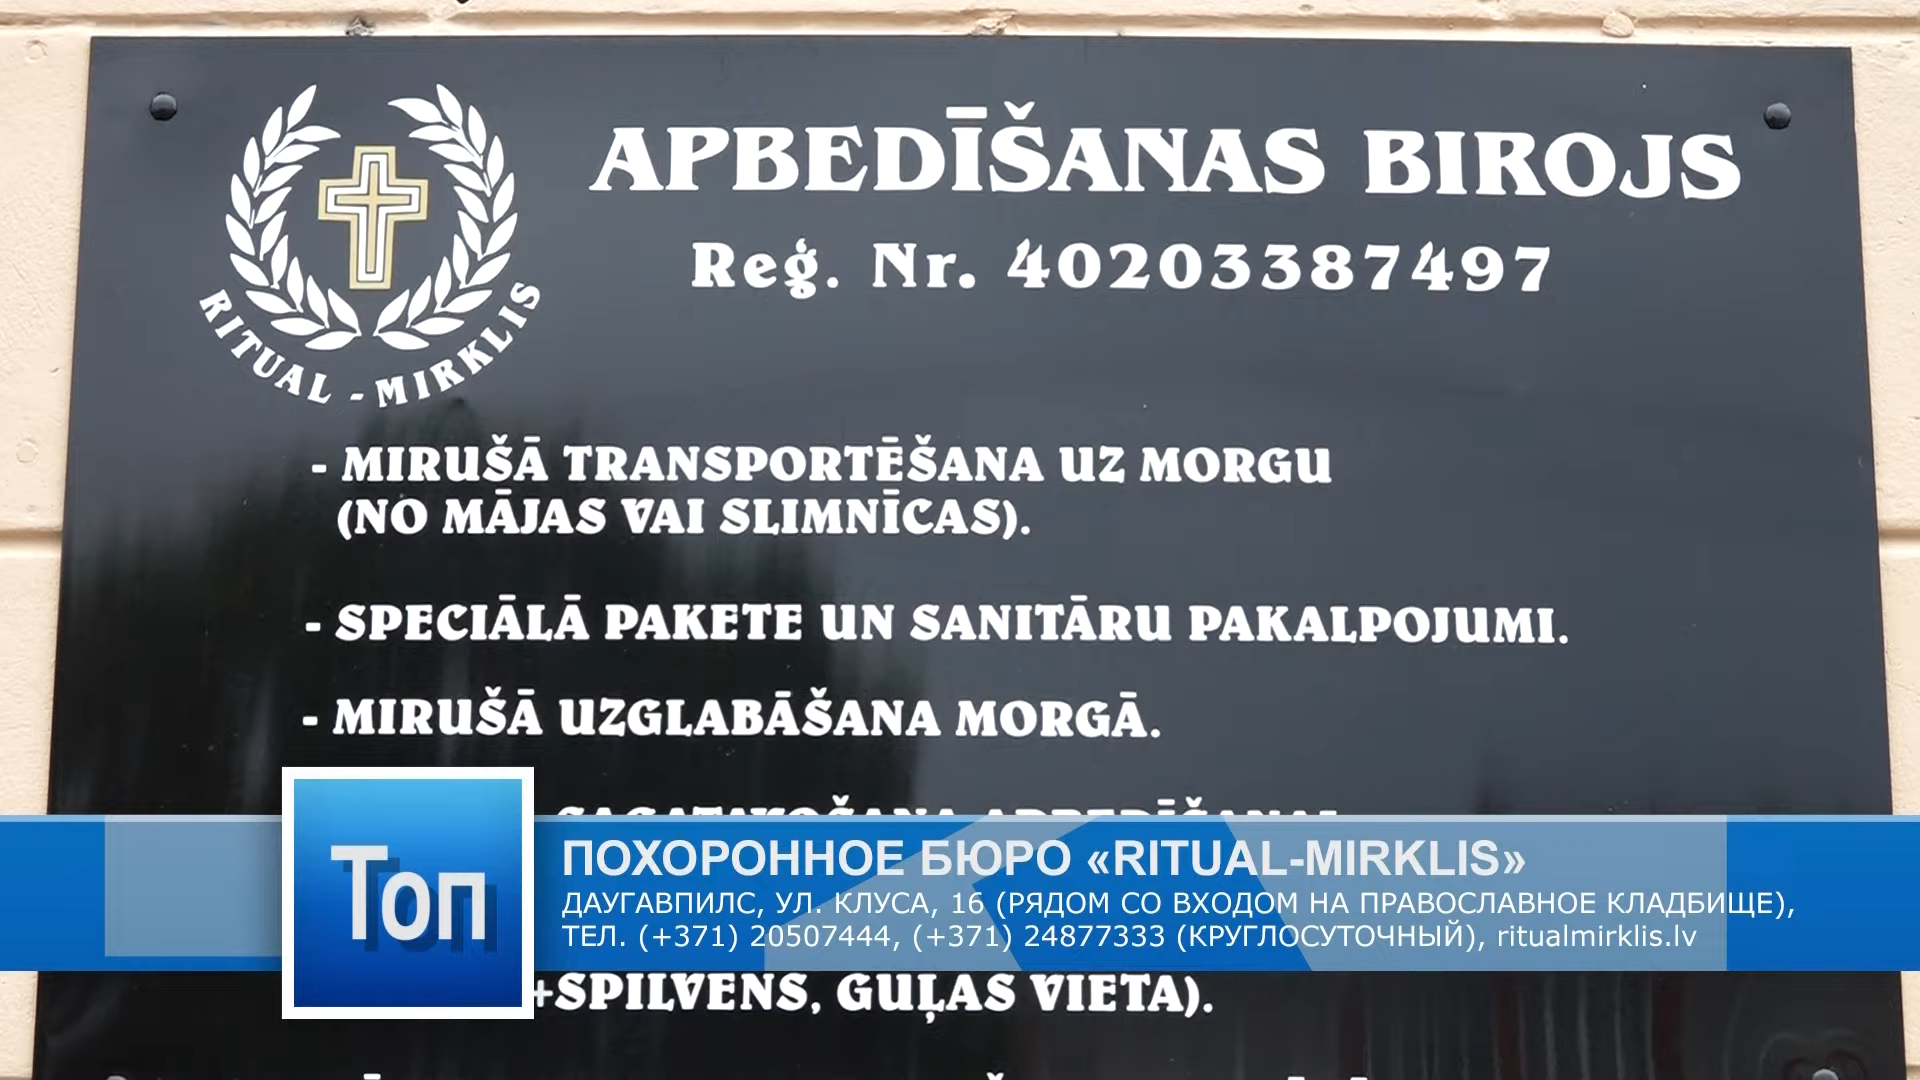 APBEDĪŠANAS BIROJS
Reģ. Nr. 40203387497
RITUAL - MIRKLIS
- MIRUŠĀ TRANSPORTĒŠANA UZ MORGU
(NO MĀJAS VAI SLIMNĪCAS).
- SPECIĀLĀ PAKETE UN SANITĀRU PAKALPOJUMI.
- MIRUŠĀ UZGLABĀŠANA MORGĀ.
Топ
ПОХОРОННОЕ БЮРО «RITUAL-MIRKLIS»
ДАУГАВПИЛС, УЛ. КЛУСА, 16 (РЯДОМ СО ВХОДОМ НА ПРАВОСЛАВНОЕ КЛАДБИЩЕ),
ТЕЛ. (+371) 20507444, (+371) 24877333 (КРУГЛОСУТОЧНЫЙ), ritualmirklis.lv
+SPILVENS, GUĻAS VIETA).